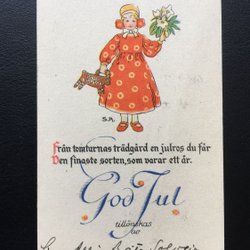 S.A.
Från tomtarnas trädgård en julros du får
Den finaste sorten, som varar ett år.
God Jul
tillönskas
av